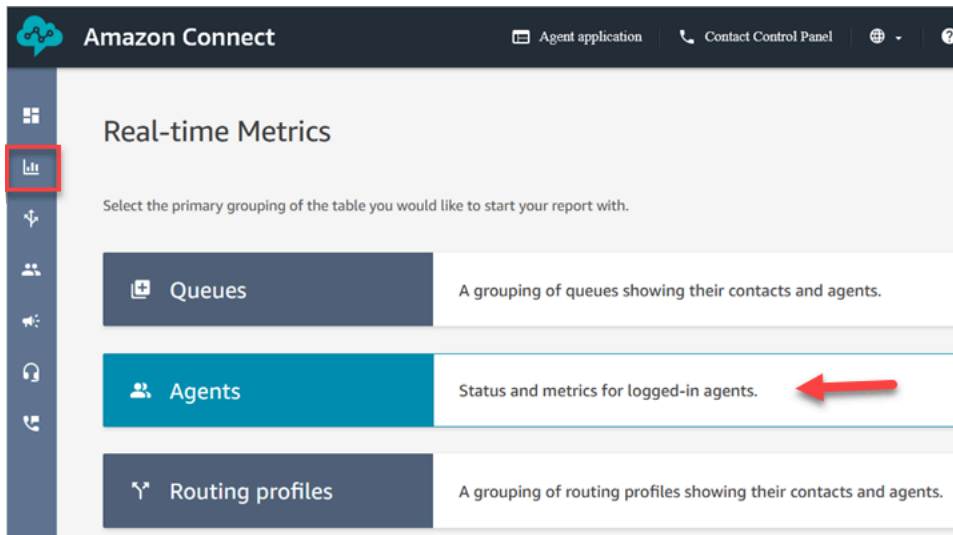 Amazon Connect
Agent application
Contact Control Panel
?
Real-time Metrics
Select the primary grouping of the table you would like to start your report with.
Queues
A grouping of queues showing their contacts and agents.
Agents
Status and metrics for logged-in agents.
Routing profiles
A grouping of routing profiles showing their contacts and agents.